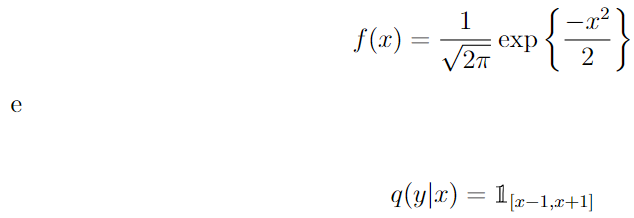 f(x) = \frac{1}{\sqrt{2\pi}} \exp\left\{\frac{-x^2}{2}\right\}
e
q(y|x) = \mathbb{1}_{[x-1,x+1]}